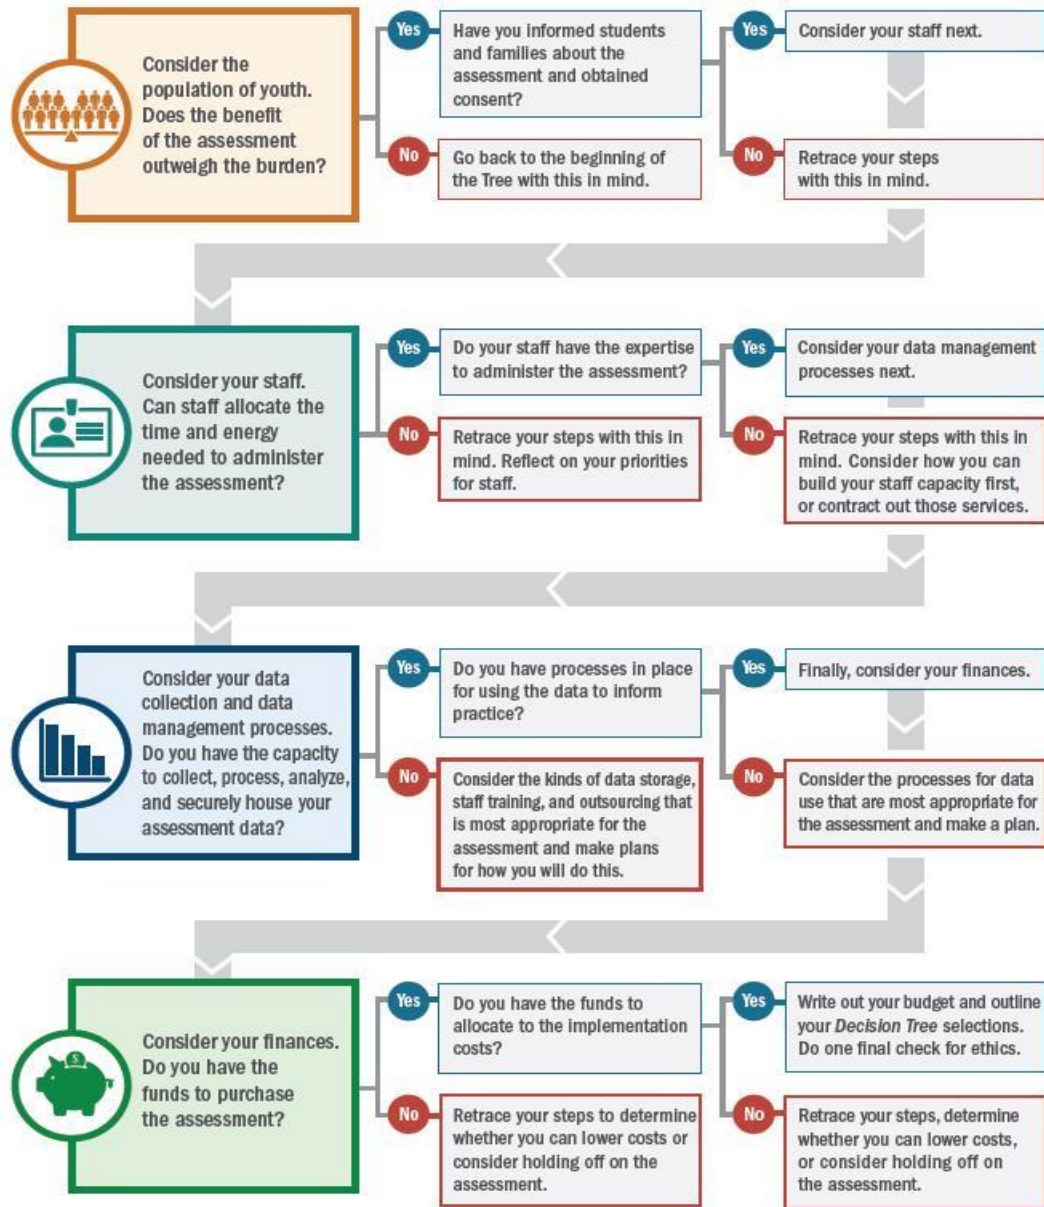 Consider the
population of youth.
Does the benefit
of the assessment
outweigh the burden?
Yes
Have you informed students
and families about the
assessment and obtained
consent?
No
Go back to the beginning of
the Tree with this in mind.
Yes
Consider your staff next.
No
Retrace your steps
with this in mind.
Consider your staff.
Can staff allocate the
time and energy
needed to administer
the assessment?
Yes
Do your staff have the expertise
to administer the assessment?
No
Retrace your steps with this in
mind. Reflect on your priorities
for staff.
Yes
Consider your data management
processes next.
No
Retrace your steps with this in
mind. Consider how you can
build your staff capacity first,
or contract out those services.
Consider your data
collection and data
management processes.
Do you have the capacity
to collect, process, analyze,
and securely house your
assessment data?
Yes
Do you have processes in place
for using the data to inform
practice?
No
Consider the kinds of data storage,
staff training, and outsourcing that
is most appropriate for the
assessment and make plans
for how you will do this.
Yes
Finally, consider your finances.
No
Consider the processes for data
use that are most appropriate for
the assessment and make a plan.
$
Consider your finances.
Do you have the
funds to purchase
the assessment?
Yes
Do you have the funds to
allocate to the implementation
costs?
No
Retrace your steps to determine
whether you can lower costs or
consider holding off on the
assessment.
Yes
Write out your budget and outline
your Decision Tree selections.
Do one final check for ethics.
No
Retrace your steps, determine
whether you can lower costs,
or consider holding off on
the assessment.